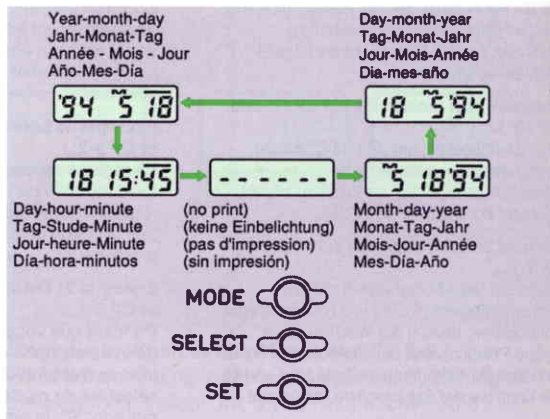 Year-month-day
Jahr-Monat-Tag
Année - Mois - Jour
Año-Mes-Día
Day-month-year
Tag-Monat-Jahr
Jour-Mois-Année
Dia-mes-año
'94 M 5 18
18 M 5 '94
18 15:45
- - - - - -
M 5 18 '94
Day-hour-minute
Tag-Stude-Minute
Jour-heure-Minute
Día-hora-minutos
(no print)
(keine Einbelichtung)
(pas d'impression)
(sin impresión)
Month-day-year
Monat-Tag-Jahr
Mois-Jour-Année
Mes-Día-Año
MODE
SELECT
SET